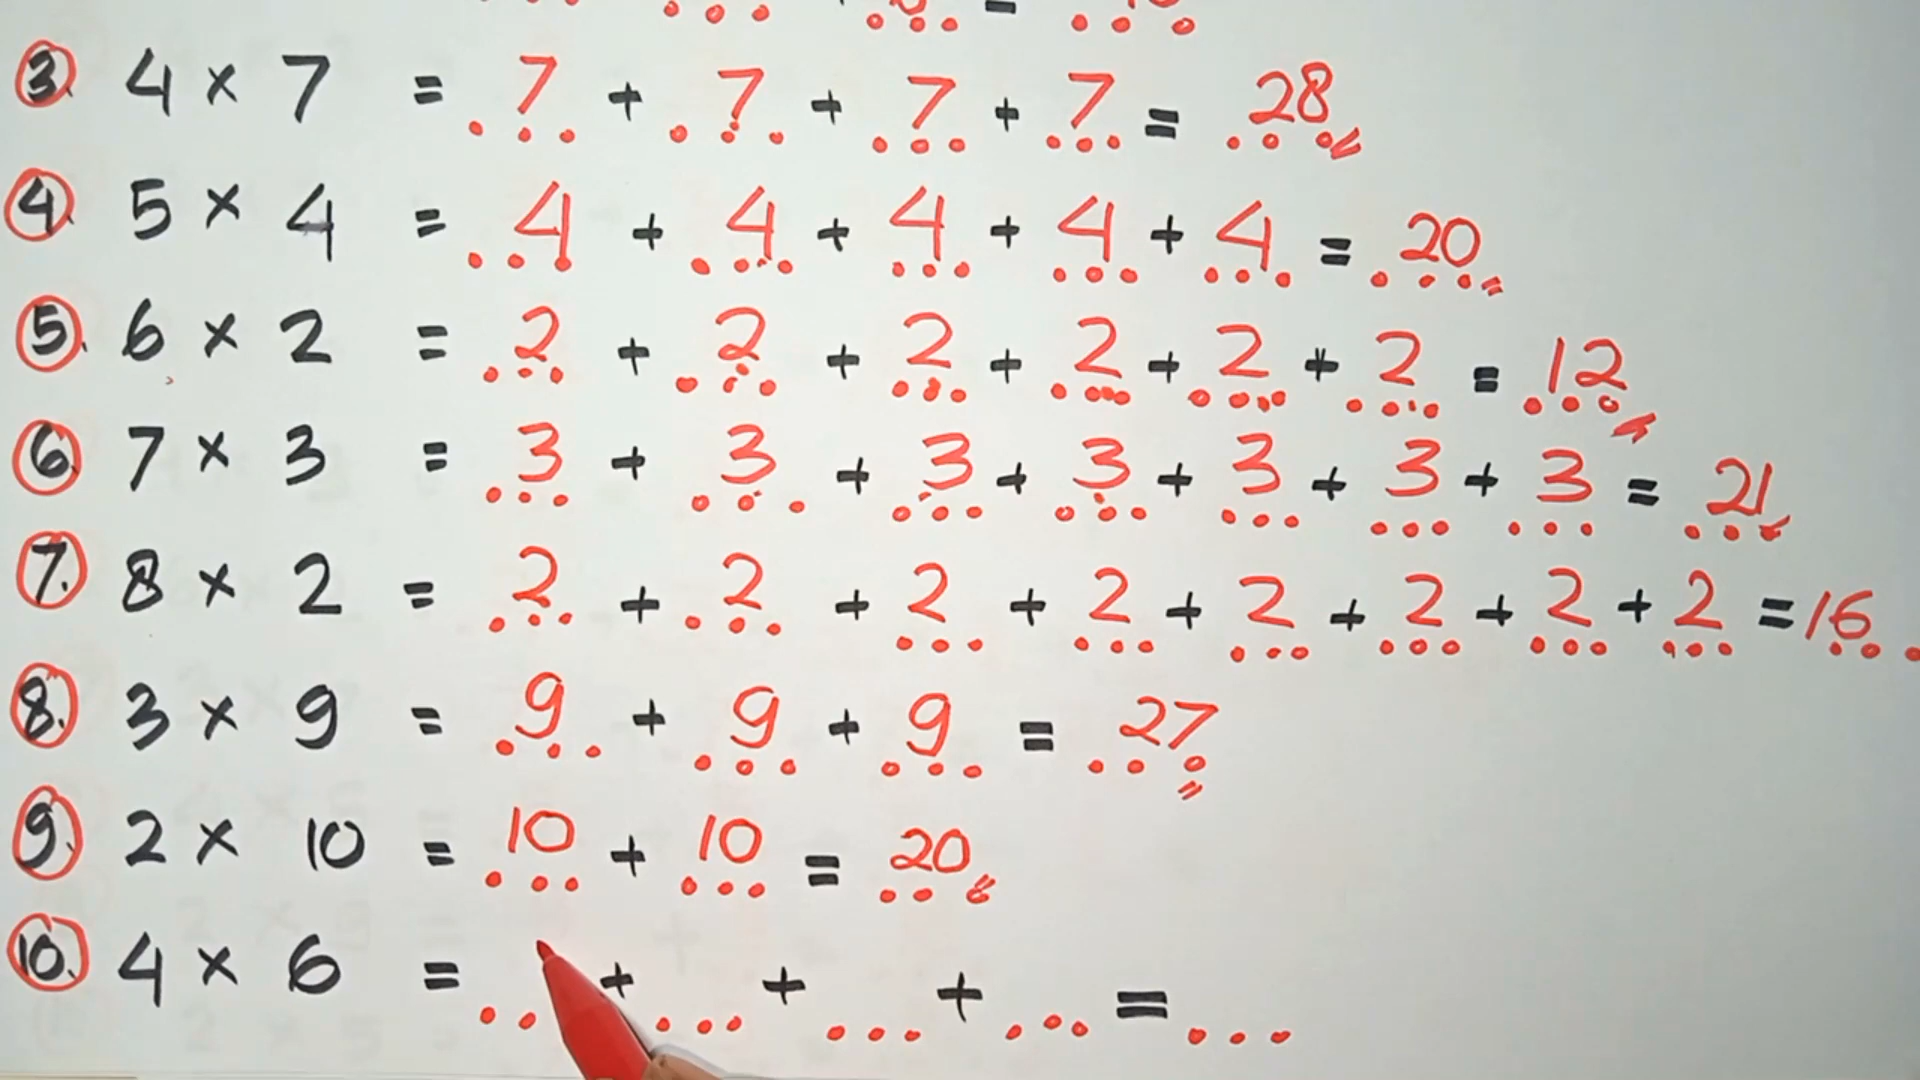 3. 4 × 7 = 7 + 7 + 7 + 7 = 28
4. 5 × 4 = 4 + 4 + 4 + 4 + 4 = 20
5. 6 × 2 = 2 + 2 + 2 + 2 + 2 + 2 = 12
6. 7 × 3 = 3 + 3 + 3 + 3 + 3 + 3 + 3 = 21
7. 8 × 2 = 2 + 2 + 2 + 2 + 2 + 2 + 2 + 2 = 16
8. 3 × 9 = 9 + 9 + 9 = 27
9. 2 × 10 = 10 + 10 = 20
10. 4 × 6 = ... + ... + ... + ... = ...